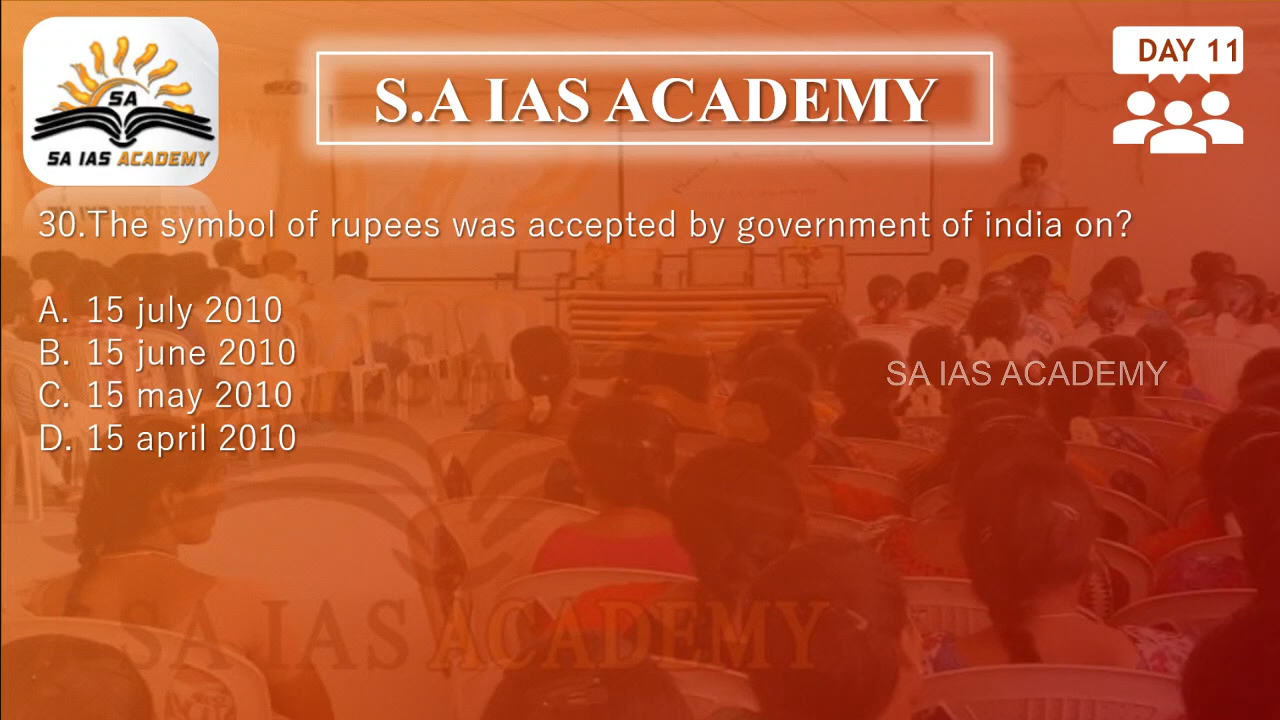 SA
SA IAS ACADEMY
S.A IAS ACADEMY
DAY 11
30.The symbol of rupees was accepted by government of india on?
A. 15 july 2010
B. 15 june 2010
C. 15 may 2010
D. 15 april 2010
SA IAS ACADEMY
SA IAS ACADEMY